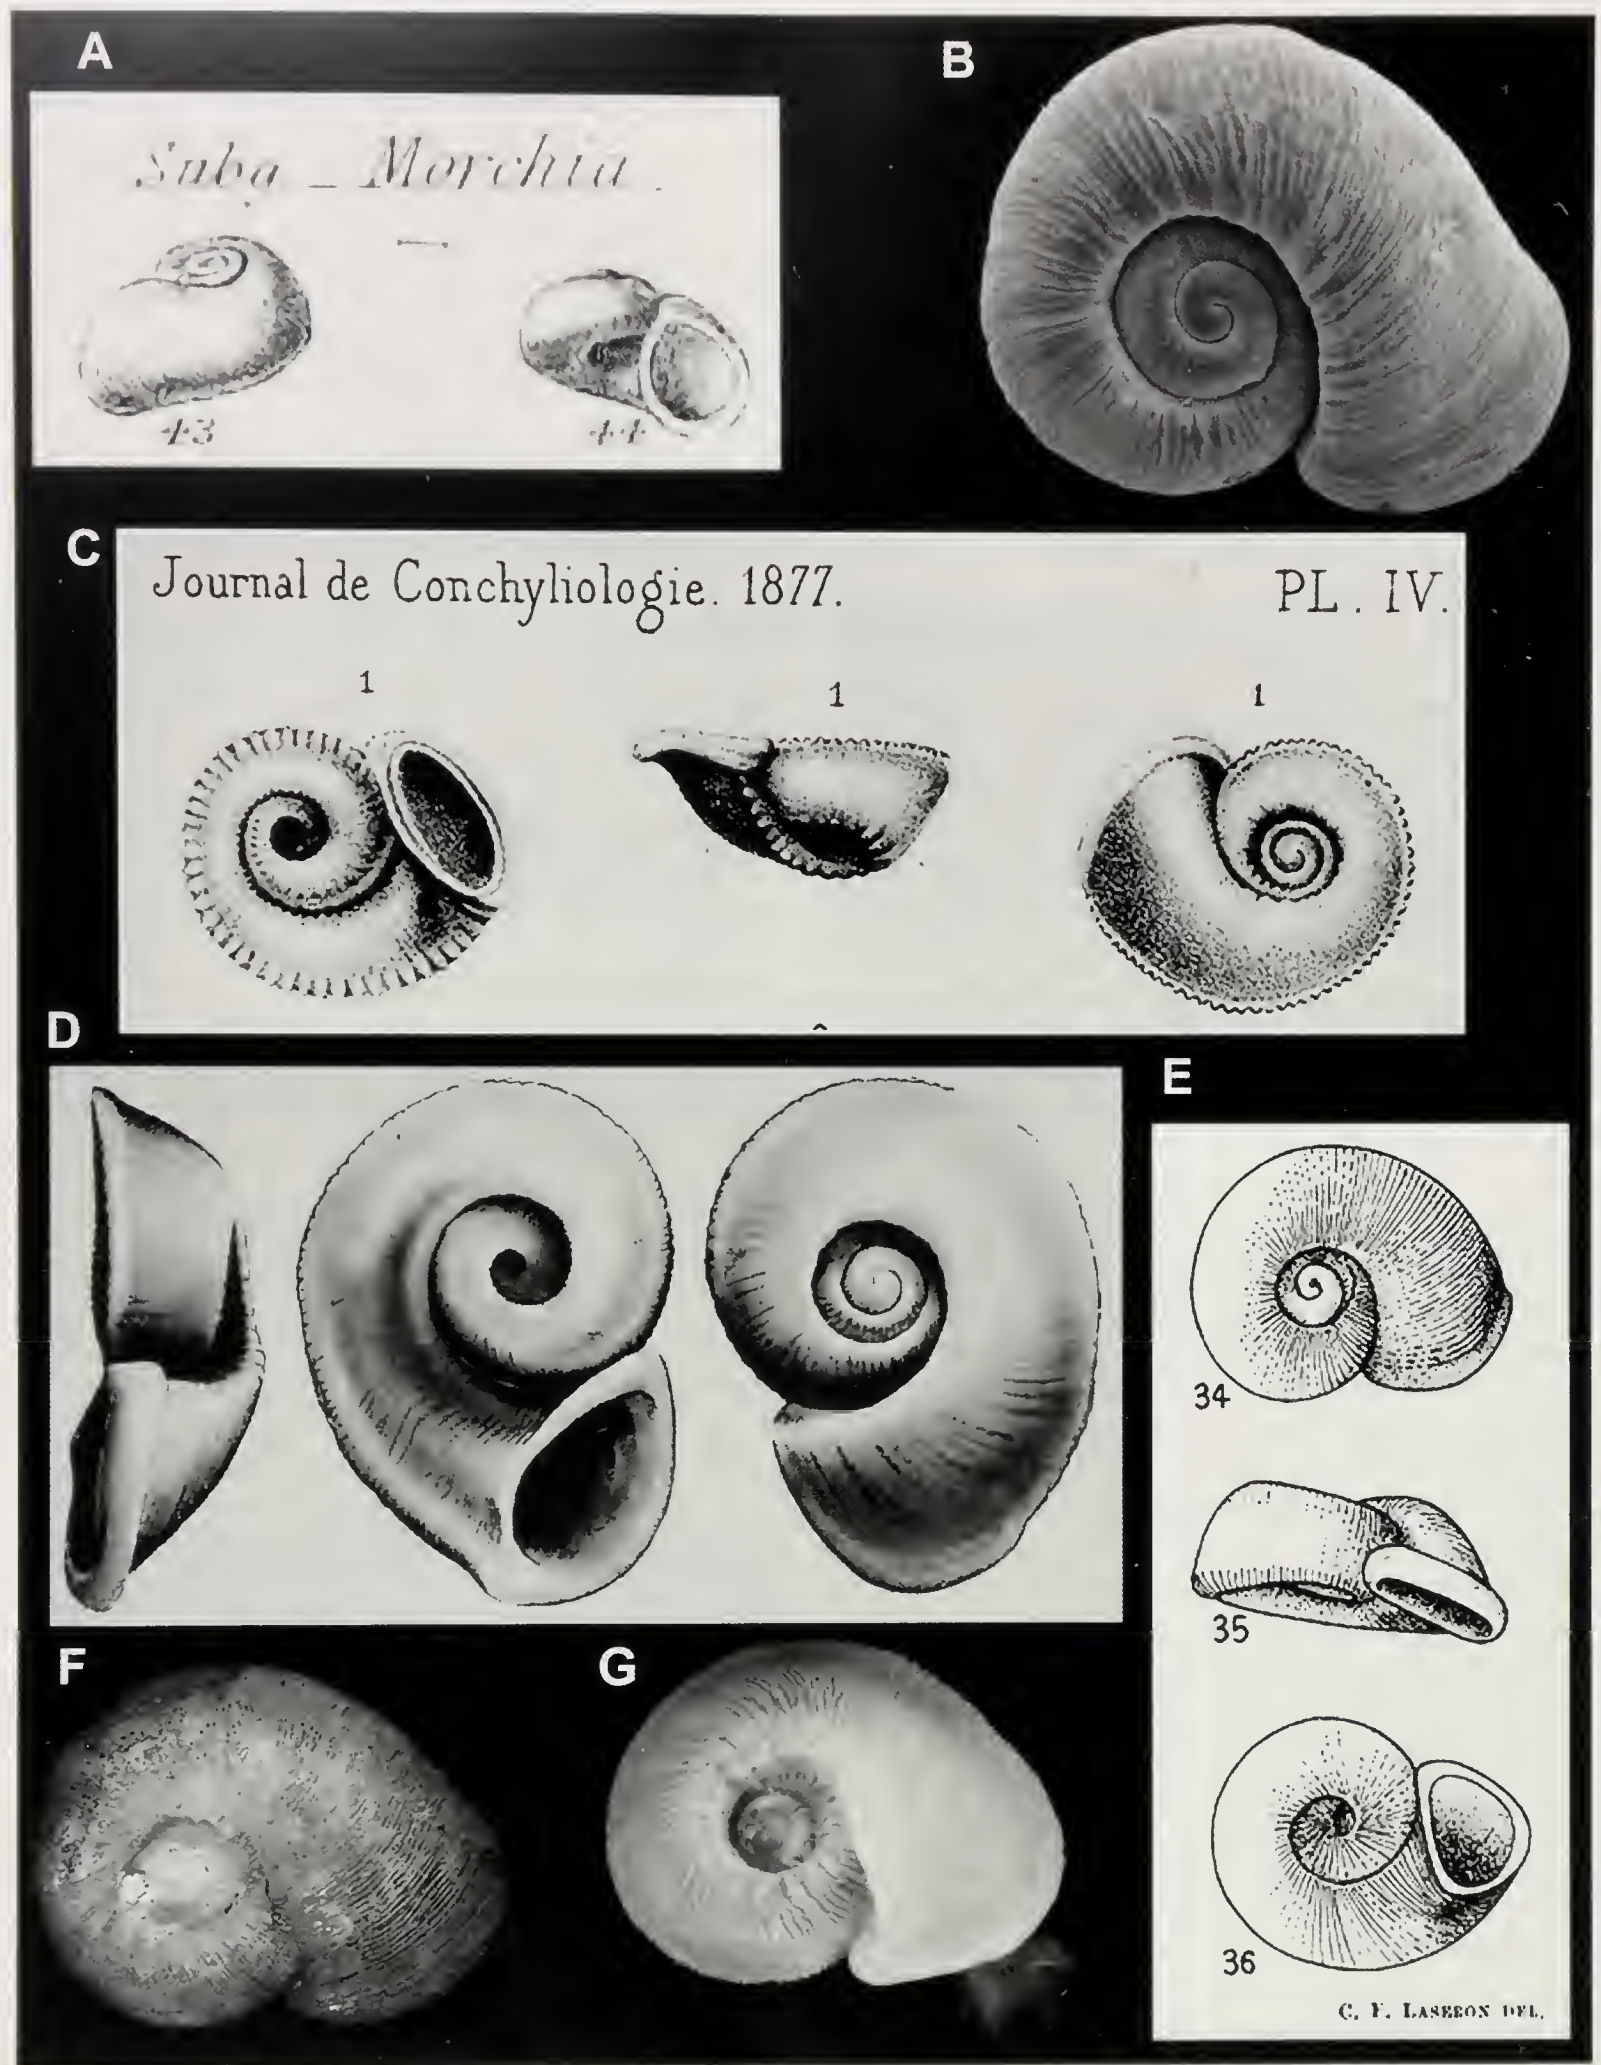 A
B
Suba _ Morchia.
43
44
C
Journal de Conchyliologie. 1877.
PL. IV.
1
1
1
D
E
34
35
36
C. F. LASERON DEL.
F
G